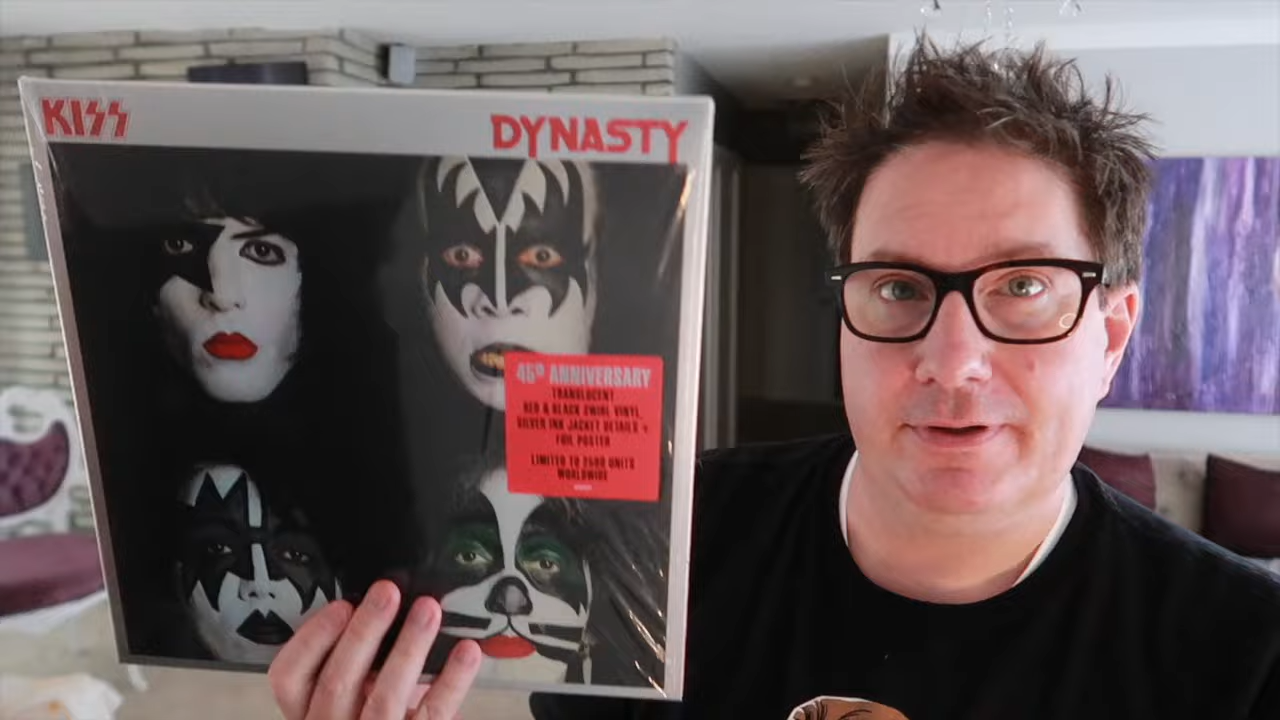 KISS
DYNASTY
45TH ANNIVERSARY
TRANSLUCENT
RED & BLACK SWIRL VINYL,
SILVER INK JACKET DETAILS +
FOIL POSTER
LIMITED TO 2500 UNITS
WORLDWIDE